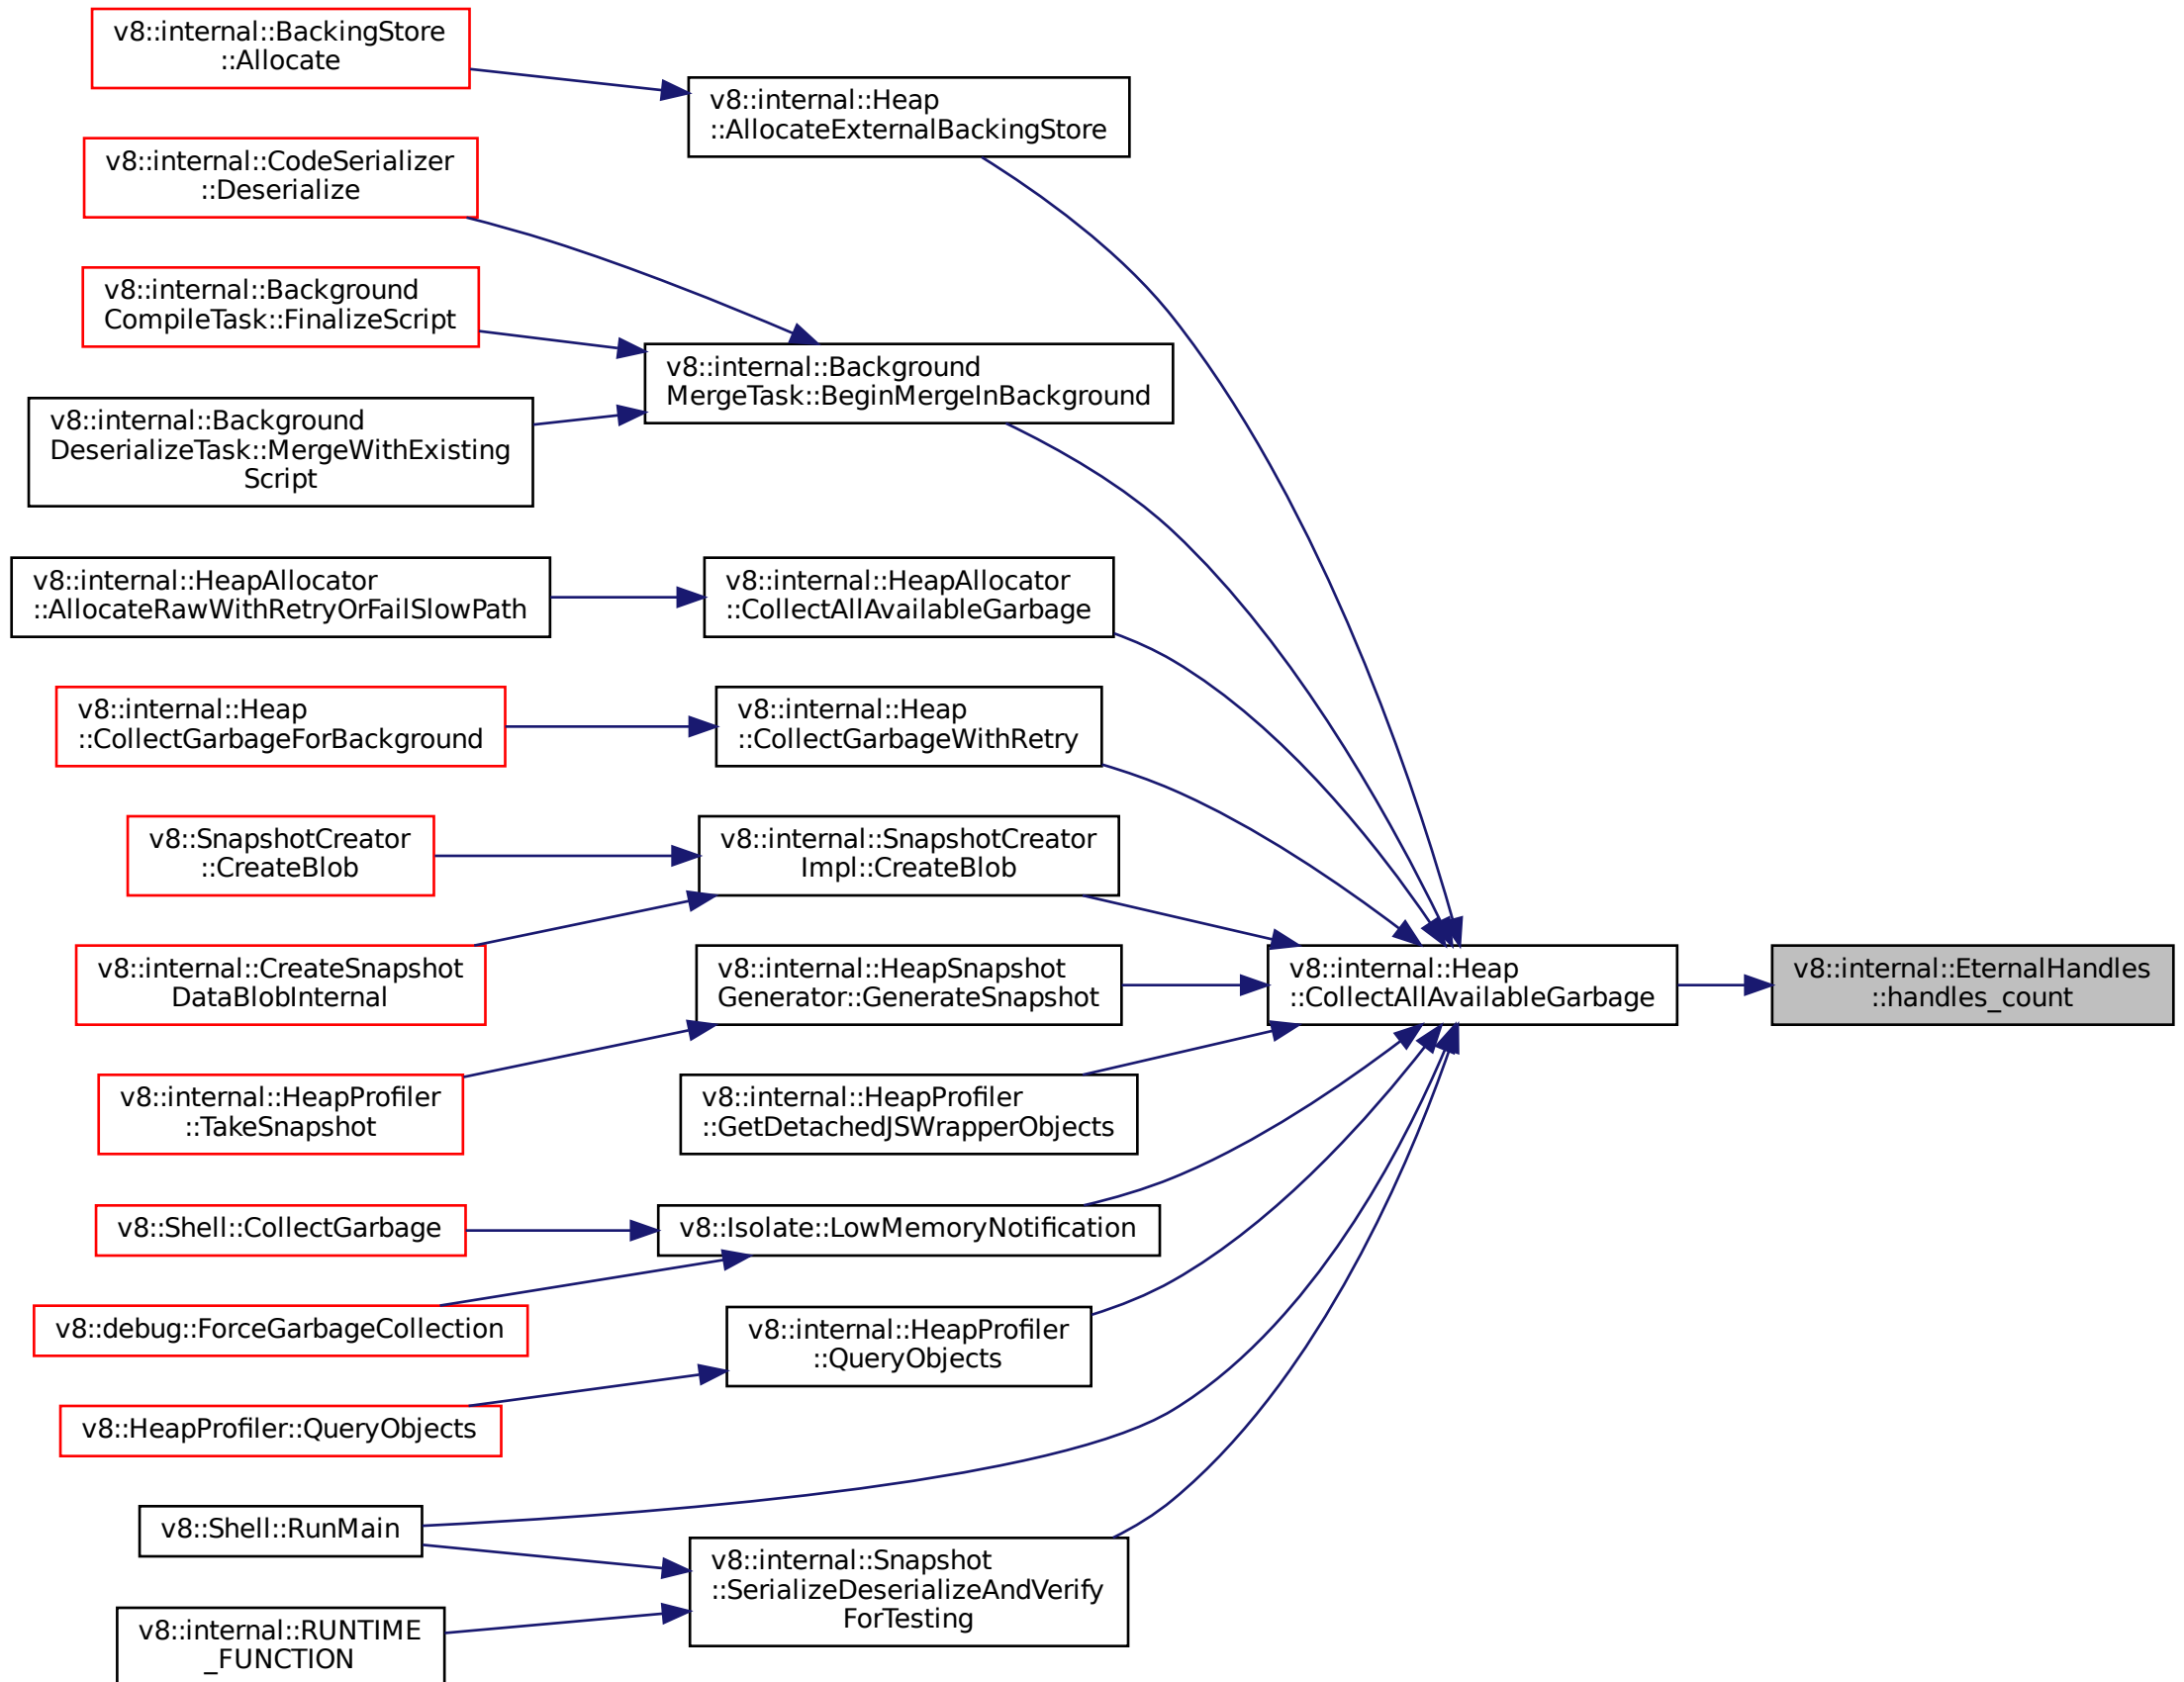 v8::internal::BackingStore
::Allocate
v8::internal::Heap
::AllocateExternalBackingStore
v8::internal::CodeSerializer
::Deserialize
v8::internal::Background
CompileTask::FinalizeScript
v8::internal::Background
MergeTask::BeginMergeInBackground
v8::internal::Background
DeserializeTask::MergeWithExisting
Script
v8::internal::HeapAllocator
::AllocateRawWithRetryOrFailSlowPath
v8::internal::HeapAllocator
::CollectAllAvailableGarbage
v8::internal::Heap
::CollectGarbageForBackground
v8::internal::Heap
::CollectGarbageWithRetry
v8::SnapshotCreator
::CreateBlob
v8::internal::SnapshotCreator
Impl::CreateBlob
v8::internal::CreateSnapshot
DataBlobInternal
v8::internal::HeapSnapshot
Generator::GenerateSnapshot
v8::internal::Heap
::CollectAllAvailableGarbage
v8::internal::EternalHandles
::handles_count
v8::internal::HeapProfiler
::TakeSnapshot
v8::internal::HeapProfiler
::GetDetachedJSWrapperObjects
v8::Shell::CollectGarbage
v8::Isolate::LowMemoryNotification
v8::debug::ForceGarbageCollection
v8::internal::HeapProfiler
::QueryObjects
v8::HeapProfiler::QueryObjects
v8::Shell::RunMain
v8::internal::Snapshot
::SerializeDeserializeAndVerify
ForTesting
v8::internal::RUNTIME
_FUNCTION